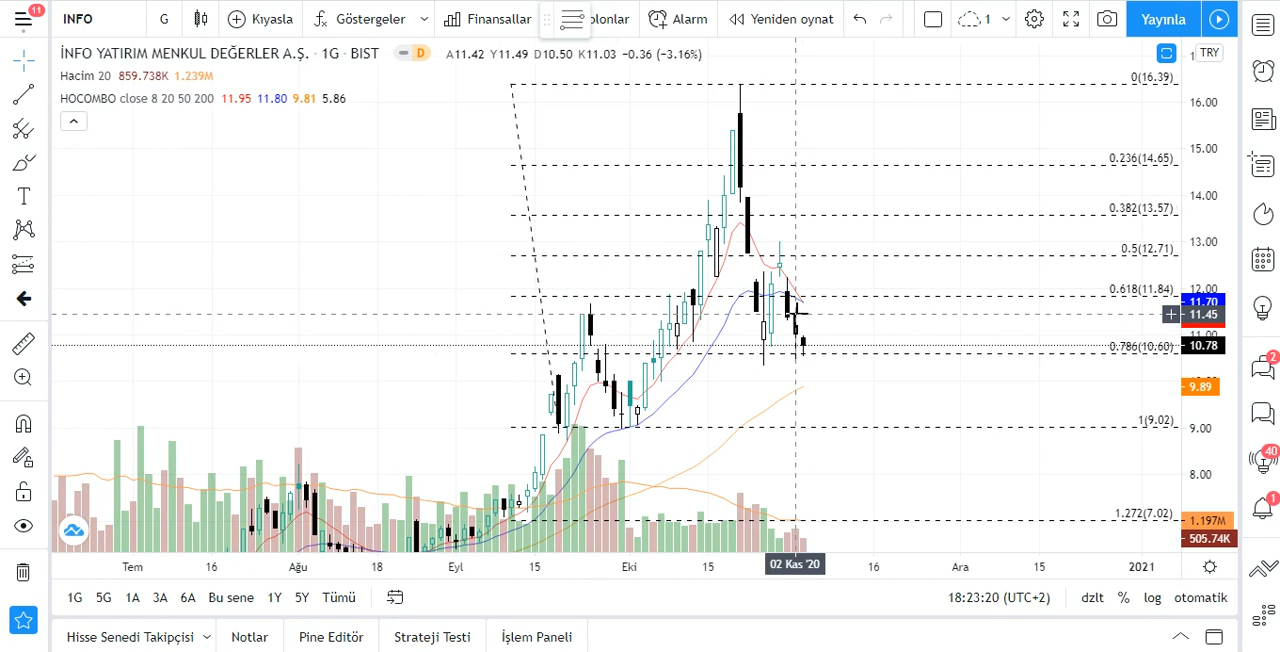 11
INFO
G
Kıyasla
Göstergeler
Finansallar
Alarm
Yeniden oynat
1
Yayınla
İNFO YATIRIM MENKUL DEĞERLER A.Ş. · 1G · BIST
D
A11.42 Y11.49 D10.50 K11.03 −0.36 (−3.16%)
TRY
Hacim 20 859.738K 1.239M
HOCOMBO close 8 20 50 200 11.95 11.80 9.81 5.86
0(16.39)
0.236(14.65)
0.382(13.57)
0.5(12.71)
0.618(11.84)
0.786(10.60)
1(9.02)
1.272(7.02)
16.00
15.00
14.00
13.00
12.00
11.70
11.45
11.00
10.78
9.89
9.00
8.00
1.197M
505.74K
2
40
1
Tem
16
Ağu
18
Eyl
15
Eki
15
02 Kas '20
16
Ara
15
2021
1G 5G 1A 3A 6A Bu sene 1Y 5Y Tümü
18:23:20 (UTC+2)
dzlt % log otomatik
Hisse Senedi Takipçisi
Notlar
Pine Editör
Strateji Testi
İşlem Paneli